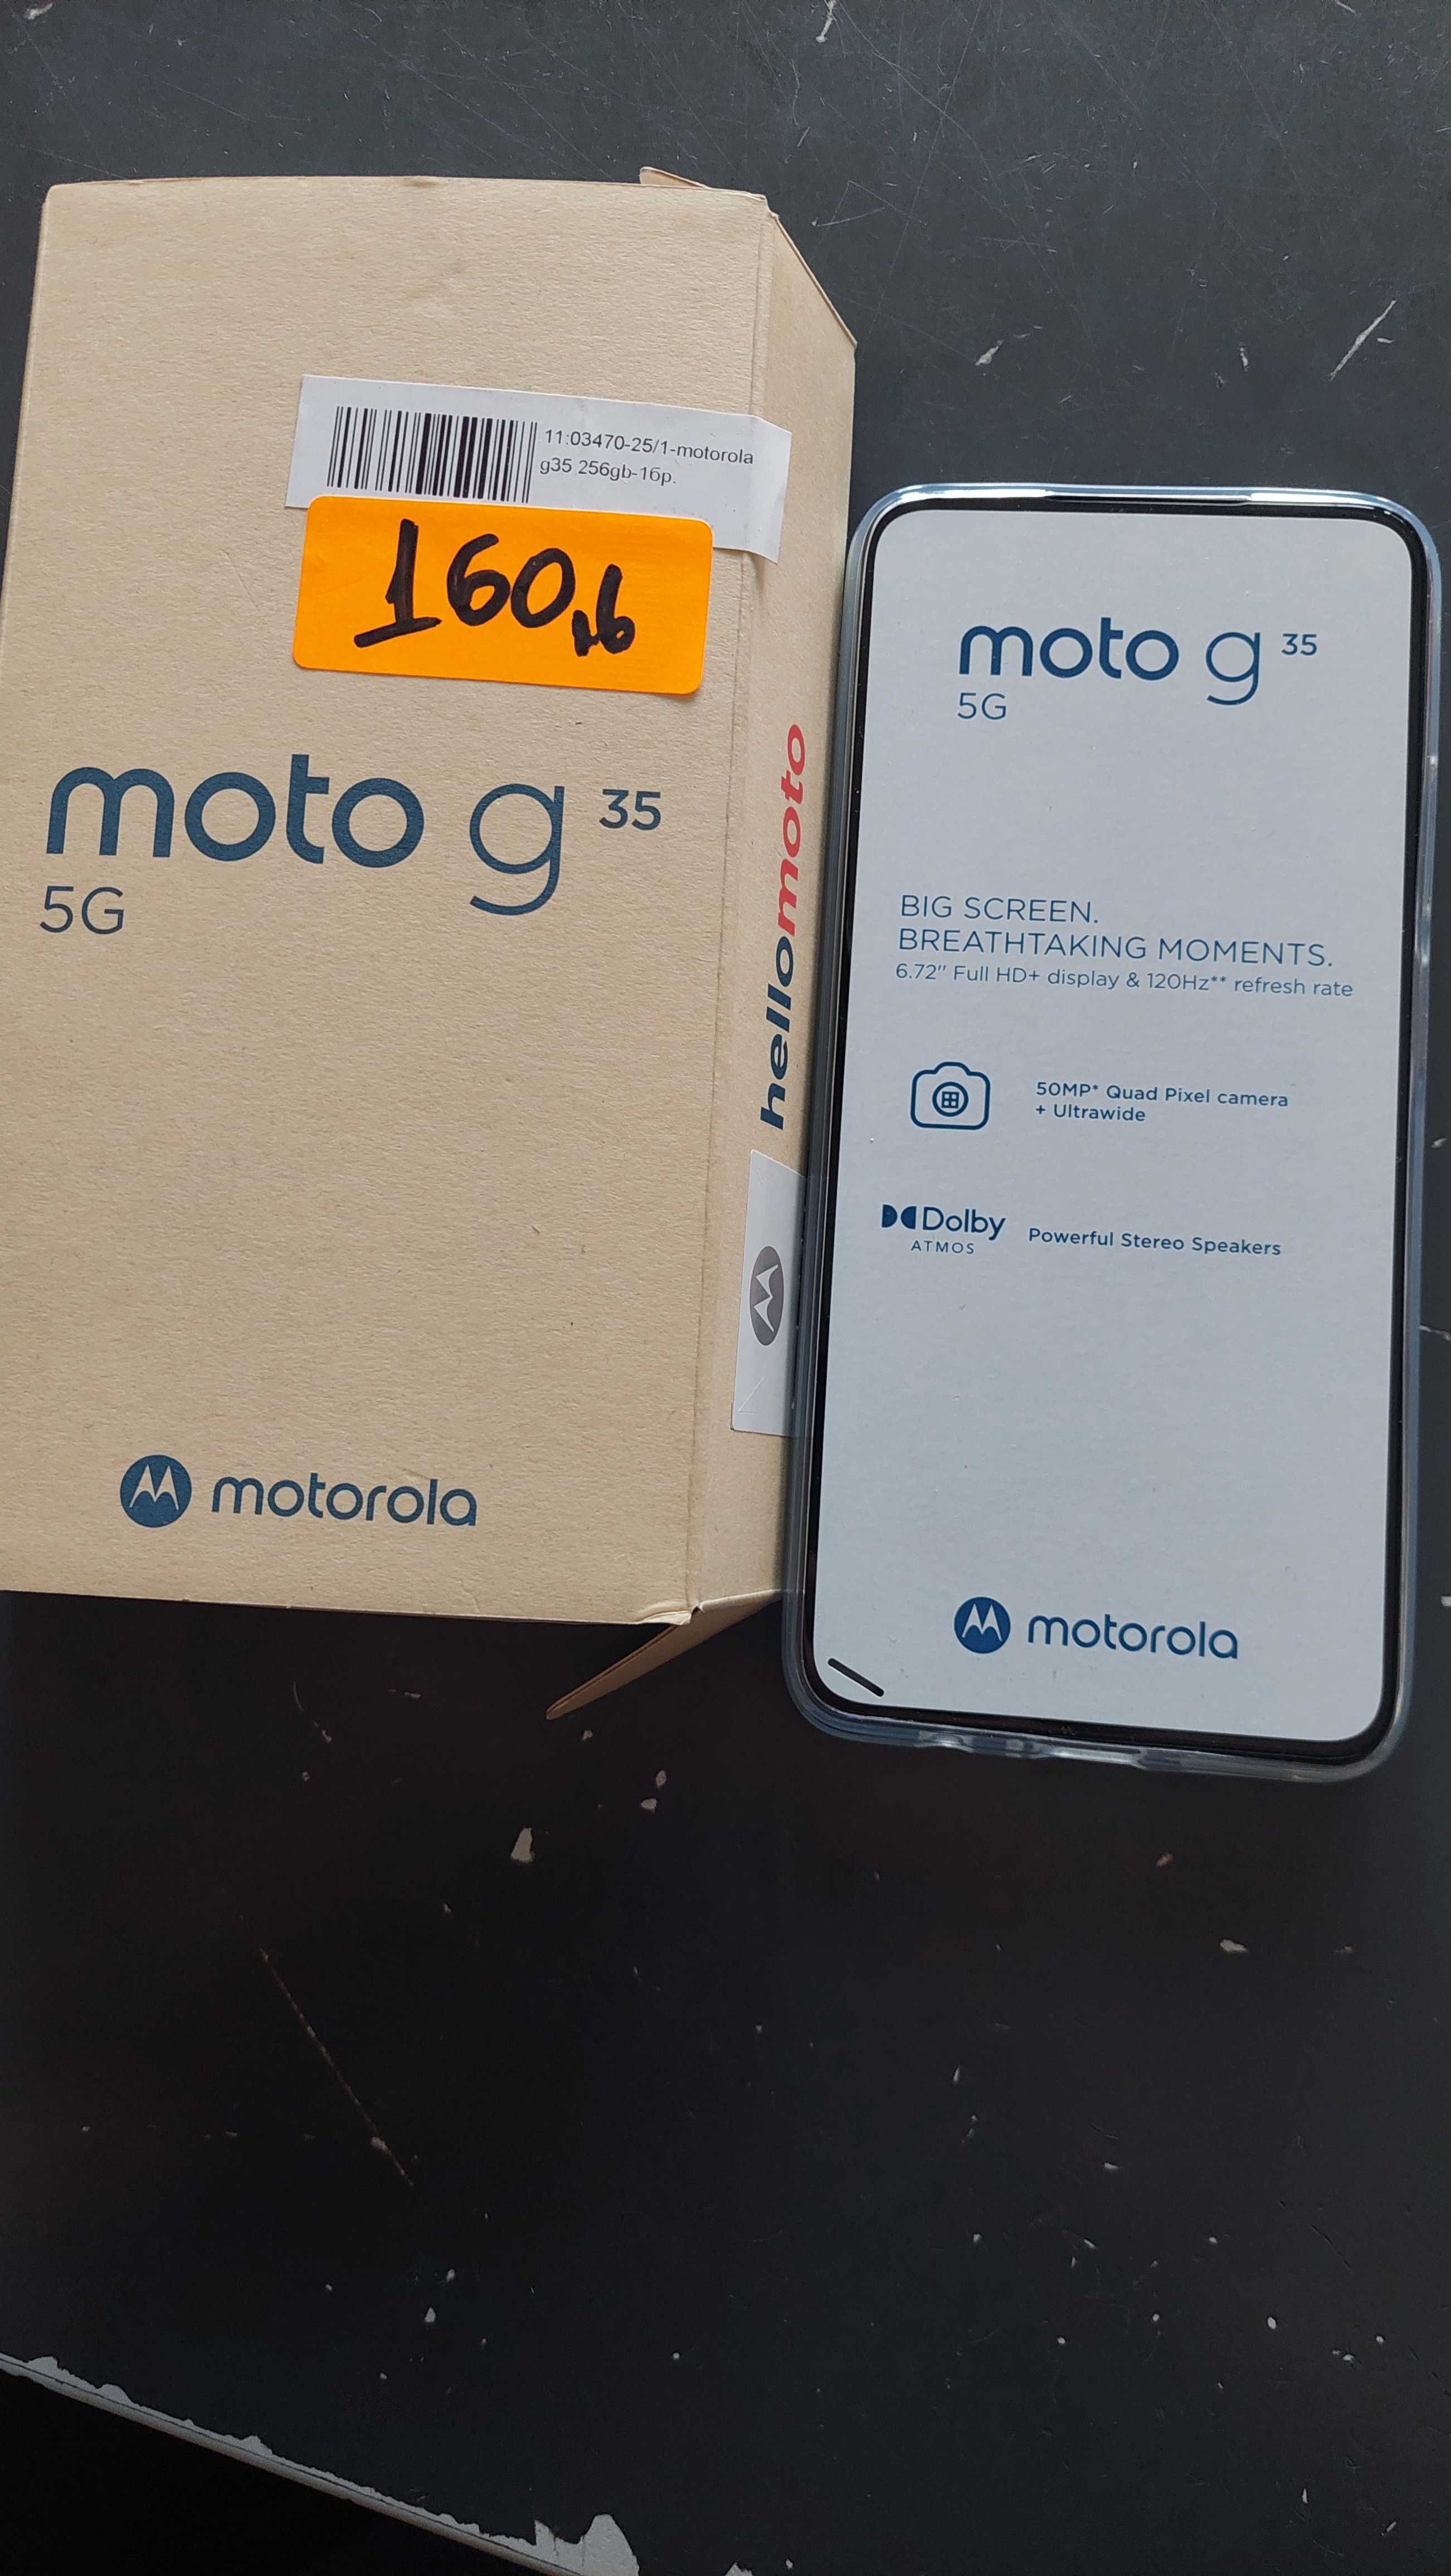 11:03470-25/1-motorola
g35 256gb-16p.
160
moto g 35
5G
hellomoto
motorola
moto g 35
5G
BIG SCREEN.
BREATHTAKING MOMENTS.
6.72" Full HD+ display & 120Hz** refresh rate
50MP* Quad Pixel camera
+ Ultrawide
Dolby
ATMOS
Powerful Stereo Speakers
motorola